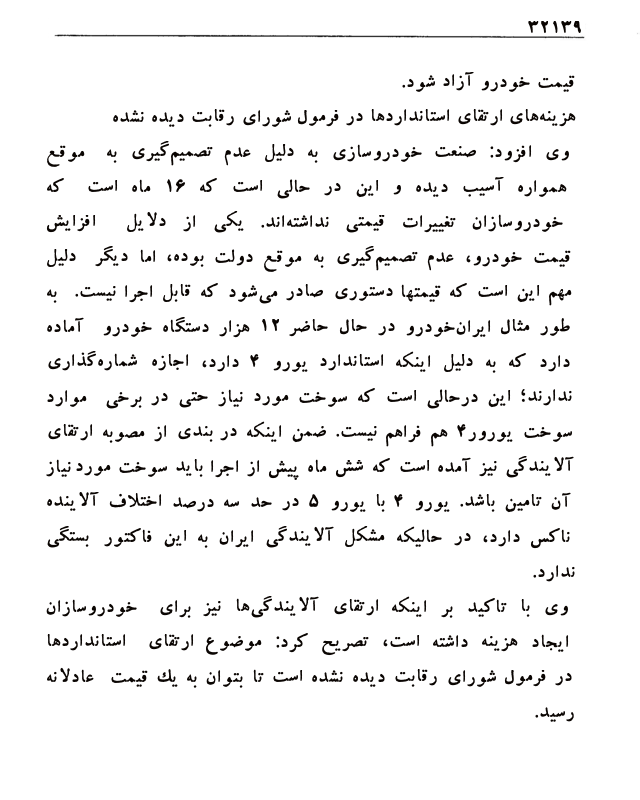 ۳۲۱۳۹
قیمت خودرو آزاد شود.
هزینه‌های ارتقای استانداردها در فرمول شورای رقابت دیده نشده
وی افزود: صنعت خودروسازی به دلیل عدم تصمیم‌گیری به موقع
همواره آسیب دیده و این در حالی است که ۱۶ ماه است که
خودروسازان تغییرات قیمتی نداشته‌اند. یکی از دلایل افزایش
قیمت خودرو، عدم تصمیم‌گیری به موقع دولت بوده، اما دیگر دلیل
مهم این است که قیمتها دستوری صادر می‌شود که قابل اجرا نیست. به
طور مثال ایران‌خودرو در حال حاضر ۱۲ هزار دستگاه خودرو آماده
دارد که به دلیل اینکه استاندارد یورو ۴ دارد، اجازه شماره‌گذاری
ندارند؛ این درحالی است که سوخت مورد نیاز حتی در برخی موارد
سوخت یورور۴ هم فراهم نیست. ضمن اینکه در بندی از مصوبه ارتقای
آلایندگی نیز آمده است که شش ماه پیش از اجرا باید سوخت مورد نیاز
آن تامین باشد. یورو ۴ با یورو ۵ در حد سه درصد اختلاف آلاینده
ناکس دارد، در حالیکه مشکل آلایندگی ایران به این فاکتور بستگی
ندارد.
وی با تاکید بر اینکه ارتقای آلایندگی‌ها نیز برای خودروسازان
ایجاد هزینه داشته است، تصریح کرد: موضوع ارتقای استانداردها
در فرمول شورای رقابت دیده نشده است تا بتوان به یك قیمت عادلانه
رسید.